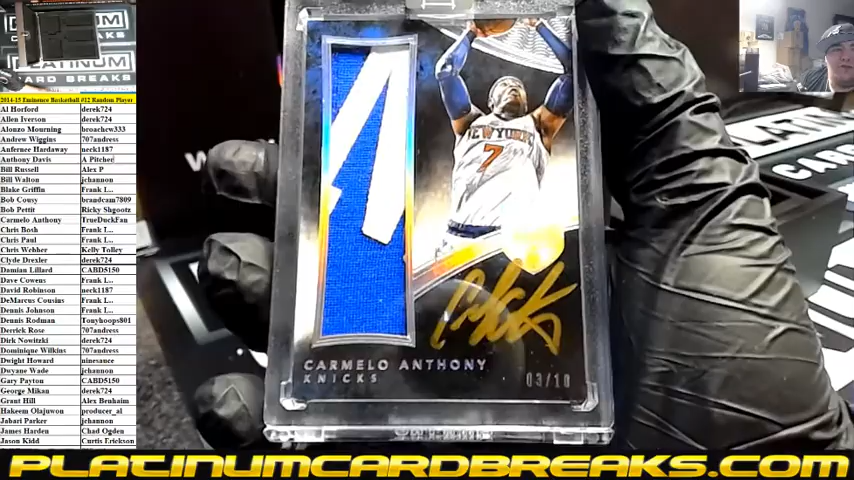 PLATINUM
CARD BREAKS
2014-15 Eminence Basketball #12 Random Player
Al Horford derek724
Allen Iverson derek724
Alonzo Mourning broachew333
Andrew Wiggins 707andress
Anfernee Hardaway neck1187
Anthony Davis A Pitcher
Bill Russell Alex P
Bill Walton jchannon
Blake Griffin Frank L...
Bob Cousy brandcam7809
Bob Pettit Ricky Shgootz
Carmelo Anthony TrueDuckFan
Chris Bosh Frank L...
Chris Paul Frank L...
Chris Webber Kelly Tolley
Clyde Drexler derek724
Damian Lillard CABD5150
Dave Cowens Frank L...
David Robinson neck1187
DeMarcus Cousins Frank L...
Dennis Johnson Frank L...
Dennis Rodman Tonyhoops801
Derrick Rose 707andress
Dirk Nowitzki derek724
Dominique Wilkins 707andress
Dwight Howard ninesauce
Dwyane Wade jchannon
Gary Payton CABD5150
George Mikan derek724
Grant Hill Alex Benhaim
Hakeem Olajuwon producer_al
Jabari Parker jchannon
James Harden Chad Ogden
Jason Kidd Curtis Erickson
NEW YORK
7
CARMELO ANTHONY
KNICKS
03/10
PLATINUMCARDBREAKS.COM